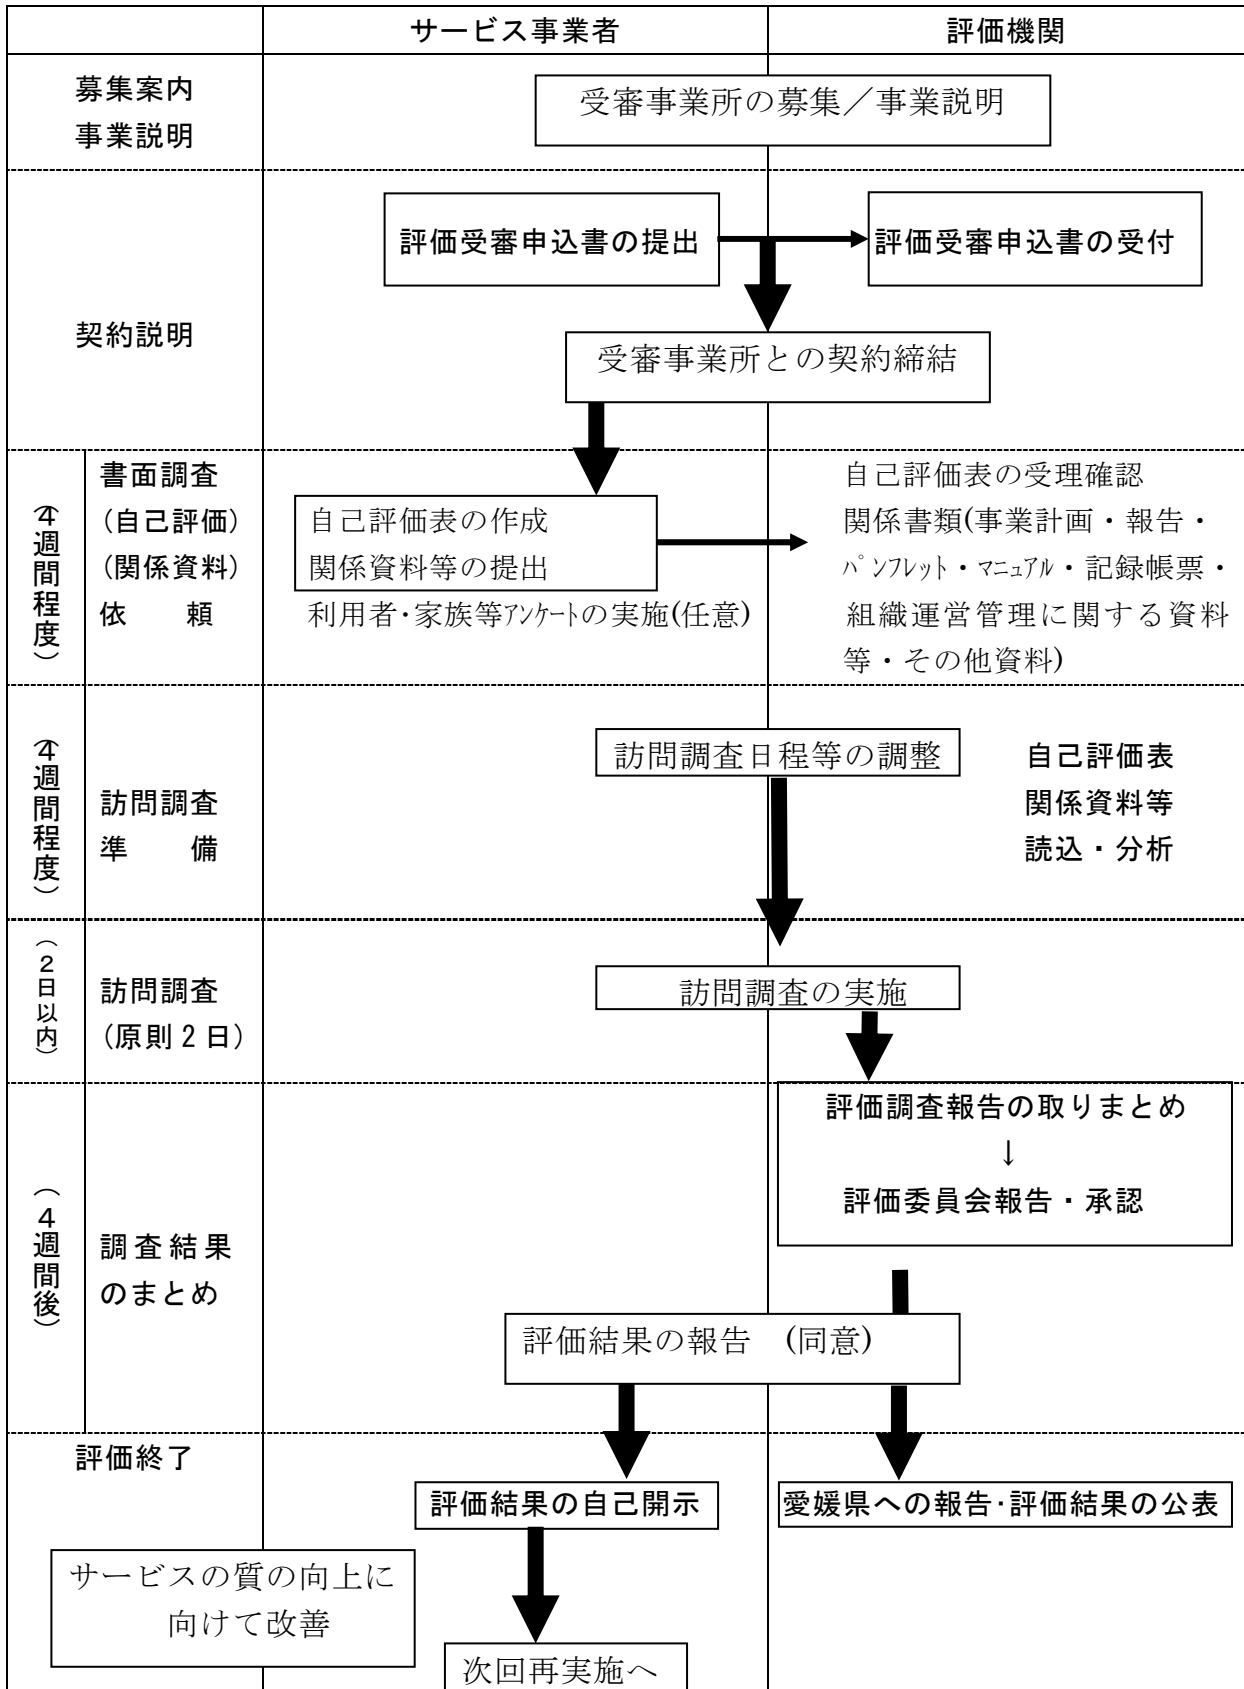 サービス事業者
評価機関
募集案内
事業説明
受審事業所の募集／事業説明
契約説明
評価受審申込書の提出
評価受審申込書の受付
受審事業所との契約締結
（４週間程度）
書面調査
(自己評価)
(関係資料)
依　　頼
自己評価表の作成
関係資料等の提出
利用者･家族等ｱﾝｹｰﾄの実施(任意)
自己評価表の受理確認
関係書類(事業計画・報告・
ﾊﾟﾝﾌﾚｯﾄ・ﾏﾆｭｱﾙ・記録帳票・
組織運営管理に関する資料
等・その他資料)
（４週間程度）
訪問調査
準　　備
訪問調査日程等の調整
自己評価表
関係資料等
読込・分析
（２日以内）
訪問調査
(原則２日)
訪問調査の実施
（４週間後）
調査結果
のまとめ
評価調査報告の取りまとめ
↓
評価委員会報告・承認
評価結果の報告　(同意)
評価終了
評価結果の自己開示
愛媛県への報告･評価結果の公表
サービスの質の向上に
向けて改善
次回再実施へ